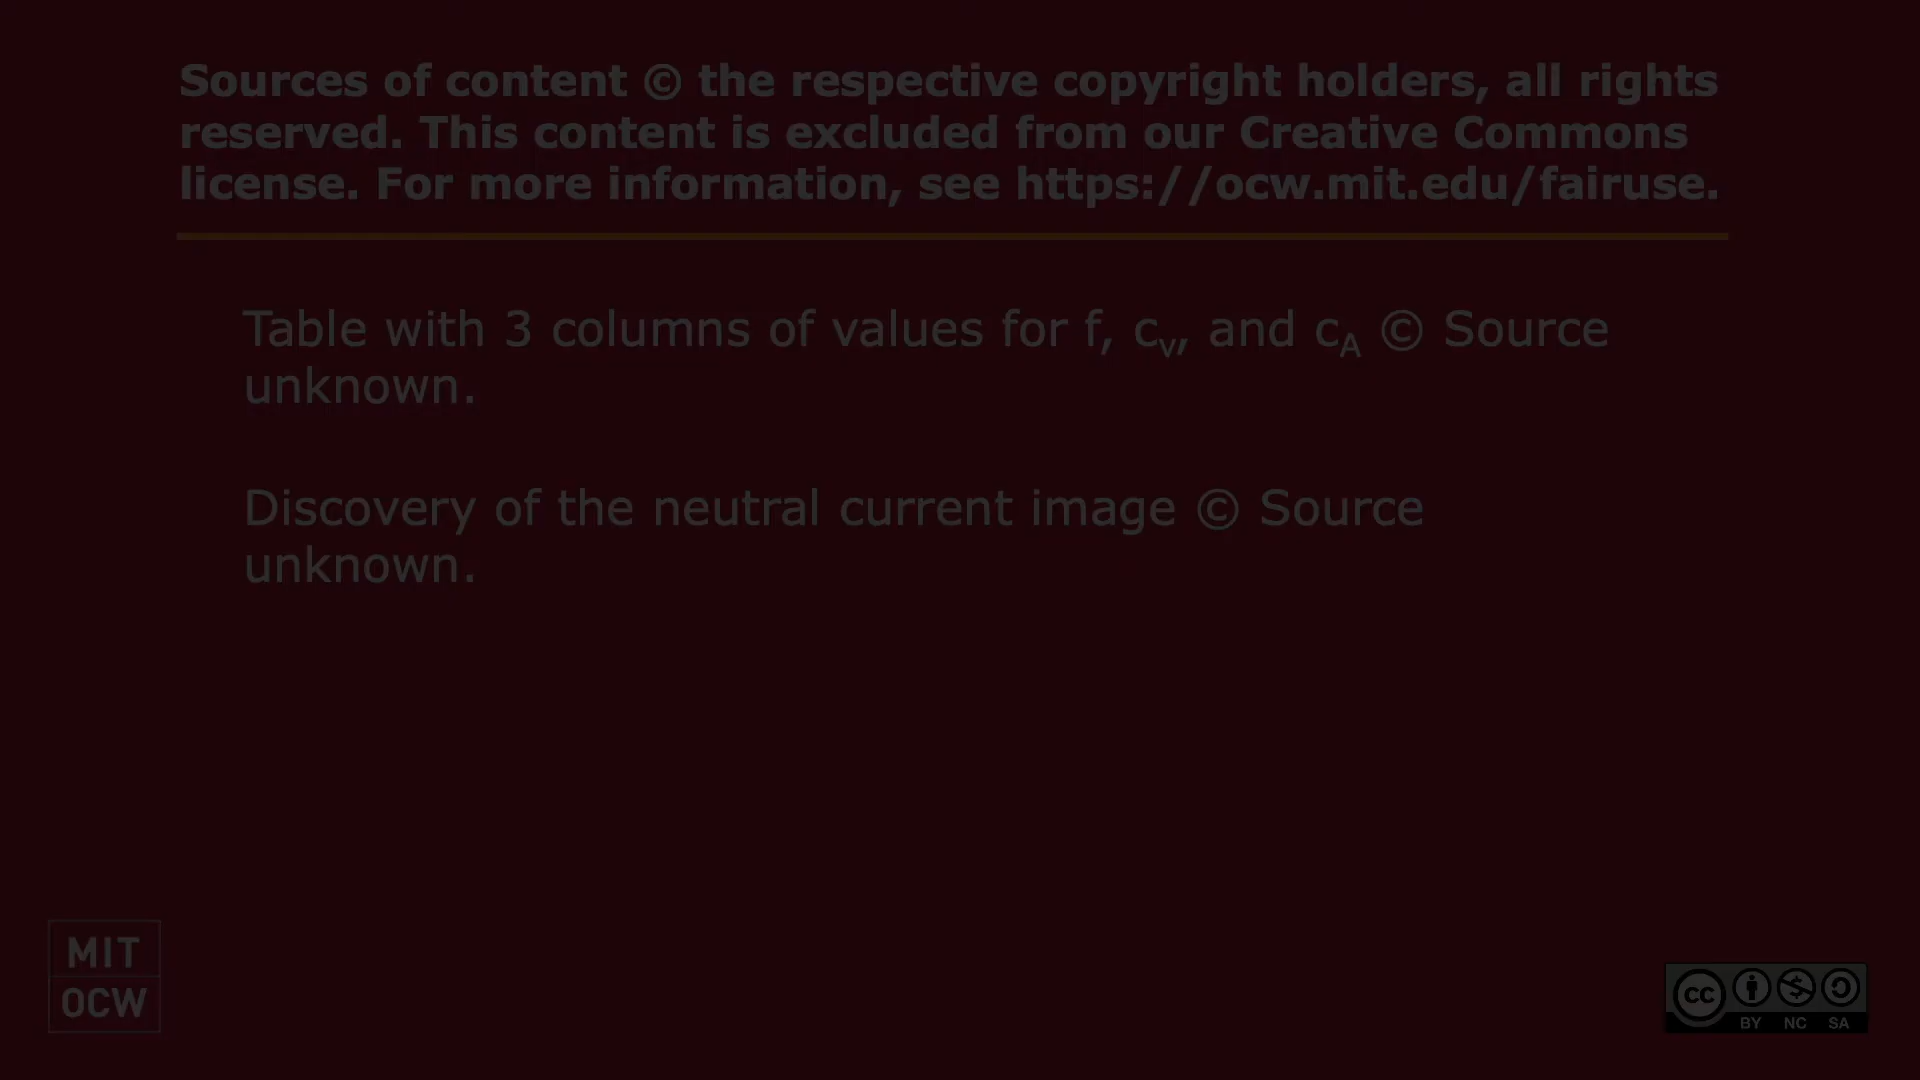 Sources of content © the respective copyright holders, all rights
reserved. This content is excluded from our Creative Commons
license. For more information, see https://ocw.mit.edu/fairuse.
Table with 3 columns of values for f, cᵥ, and c_A © Source
unknown.
Discovery of the neutral current image © Source
unknown.
MIT
OCW
cc
BY NC SA